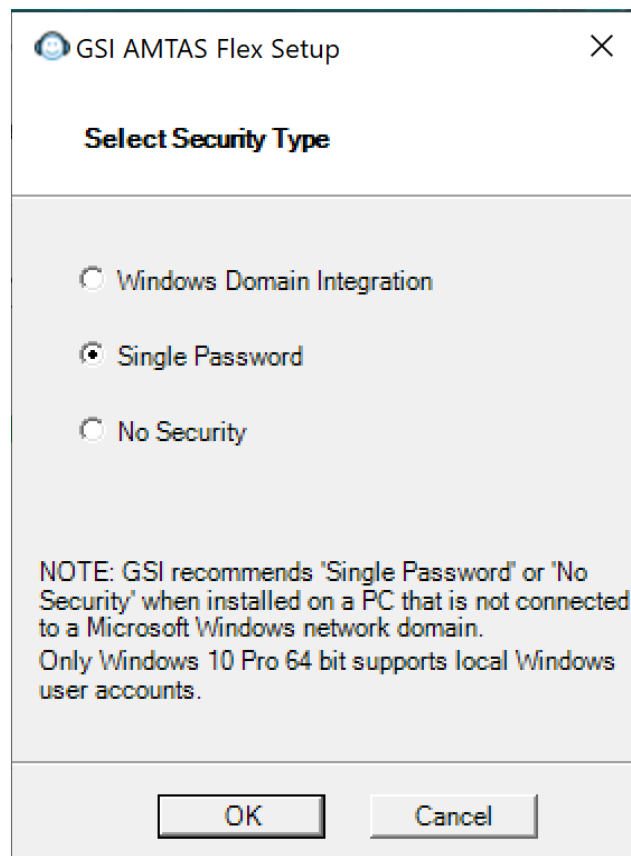 GSI AMTAS Flex Setup
Select Security Type
Windows Domain Integration
Single Password
No Security
NOTE: GSI recommends 'Single Password' or 'No
Security' when installed on a PC that is not connected
to a Microsoft Windows network domain.
Only Windows 10 Pro 64 bit supports local Windows
user accounts.
OK
Cancel